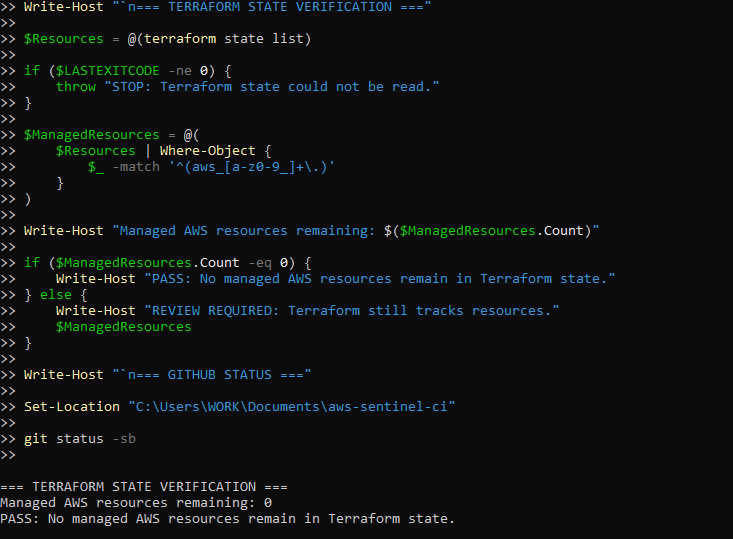 >> Write-Host "`n=== TERRAFORM STATE VERIFICATION ==="
>>
>> $Resources = @(terraform state list)
>>
>> if ($LASTEXITCODE -ne 0) {
>>     throw "STOP: Terraform state could not be read."
>> }
>>
>> $ManagedResources = @(
>>     $Resources | Where-Object {
>>         $_ -match '^(aws_[a-z0-9_]+\.)'
>>     }
>> )
>>
>> Write-Host "Managed AWS resources remaining: $($ManagedResources.Count)"
>>
>> if ($ManagedResources.Count -eq 0) {
>>     Write-Host "PASS: No managed AWS resources remain in Terraform state."
>> } else {
>>     Write-Host "REVIEW REQUIRED: Terraform still tracks resources."
>>     $ManagedResources
>> }
>>
>> Write-Host "`n=== GITHUB STATUS ==="
>>
>> Set-Location "C:\Users\WORK\Documents\aws-sentinel-ci"
>>
>> git status -sb
>>

=== TERRAFORM STATE VERIFICATION ===
Managed AWS resources remaining: 0
PASS: No managed AWS resources remain in Terraform state.